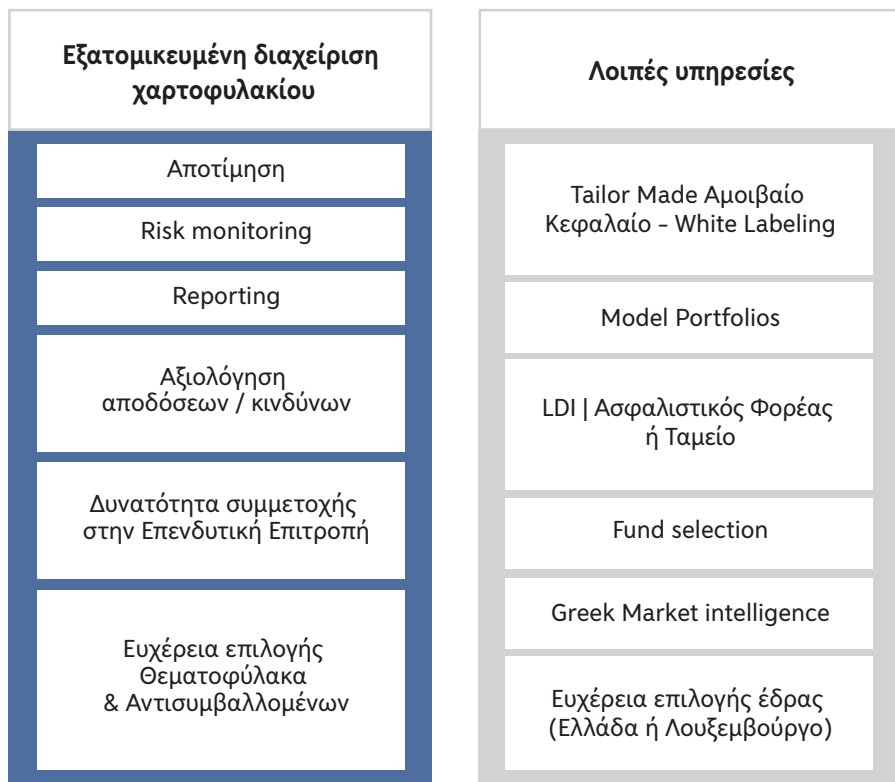 Εξατομικευμένη διαχείριση
χαρτοφυλακίου
Αποτίμηση
Risk monitoring
Reporting
Αξιολόγηση
αποδόσεων / κινδύνων
Δυνατότητα συμμετοχής
στην Επενδυτική Επιτροπή
Ευχέρεια επιλογής
Θεματοφύλακα
& Αντισυμβαλλομένων
Λοιπές υπηρεσίες
Tailor Made Αμοιβαίο
Κεφαλαίο – White Labeling
Model Portfolios
LDI | Ασφαλιστικός Φορέας
ή Ταμείο
Fund selection
Greek Market intelligence
Ευχέρεια επιλογής έδρας
(Ελλάδα ή Λουξεμβούργο)